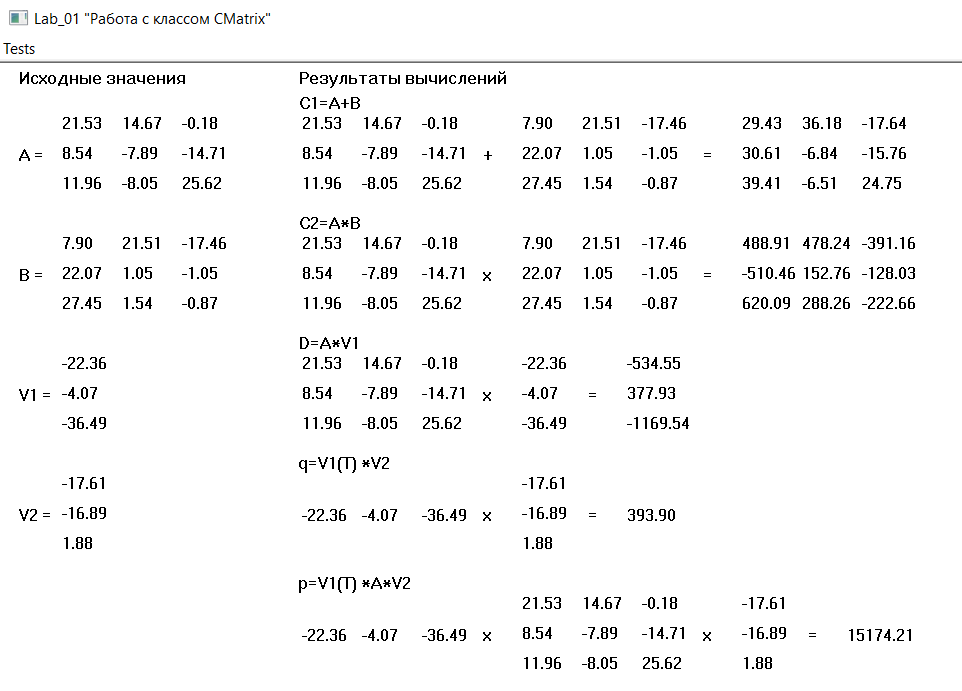 Lab_01 "Работа с классом CMatrix"
Tests
Исходные значения Результаты вычислений
C1=A+B
21.53 14.67 -0.18 21.53 14.67 -0.18 7.90 21.51 -17.46 29.43 36.18 -17.64
A = 8.54 -7.89 -14.71 8.54 -7.89 -14.71 + 22.07 1.05 -1.05 = 30.61 -6.84 -15.76
11.96 -8.05 25.62 11.96 -8.05 25.62 27.45 1.54 -0.87 39.41 -6.51 24.75
C2=A*B
7.90 21.51 -17.46 21.53 14.67 -0.18 7.90 21.51 -17.46 488.91 478.24 -391.16
B = 22.07 1.05 -1.05 8.54 -7.89 -14.71 x 22.07 1.05 -1.05 = -510.46 152.76 -128.03
27.45 1.54 -0.87 11.96 -8.05 25.62 27.45 1.54 -0.87 620.09 288.26 -222.66
D=A*V1
-22.36 21.53 14.67 -0.18 -22.36 -534.55
V1 = -4.07 8.54 -7.89 -14.71 x -4.07 = 377.93
-36.49 11.96 -8.05 25.62 -36.49 -1169.54
q=V1(T) *V2
-17.61 -17.61
V2 = -16.89 -22.36 -4.07 -36.49 x -16.89 = 393.90
1.88 1.88
p=V1(T) *A*V2
21.53 14.67 -0.18 -17.61
-22.36 -4.07 -36.49 x 8.54 -7.89 -14.71 x -16.89 = 15174.21
11.96 -8.05 25.62 1.88